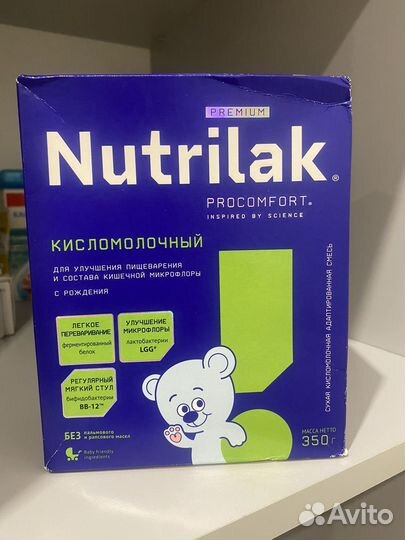 PREMIUM
Nutrilak®
PROCOMFORT®
INSPIRED BY SCIENCE
КИСЛОМОЛОЧНЫЙ
ДЛЯ УЛУЧШЕНИЯ ПИЩЕВАРЕНИЯ
И СОСТАВА КИШЕЧНОЙ МИКРОФЛОРЫ
С РОЖДЕНИЯ
ЛЕГКОЕ
ПЕРЕВАРИВАНИЕ
ферментированный
белок
УЛУЧШЕНИЕ
МИКРОФЛОРЫ
лактобактерии
LGG®
РЕГУЛЯРНЫЙ
МЯГКИЙ СТУЛ
бифидобактерии
BB-12™
БЕЗ пальмового
и рапсового масел
Baby friendly
ingredients
СУХАЯ КИСЛОМОЛОЧНАЯ АДАПТИРОВАННАЯ СМЕСЬ
МАССА НЕТТО
350 г
Avito